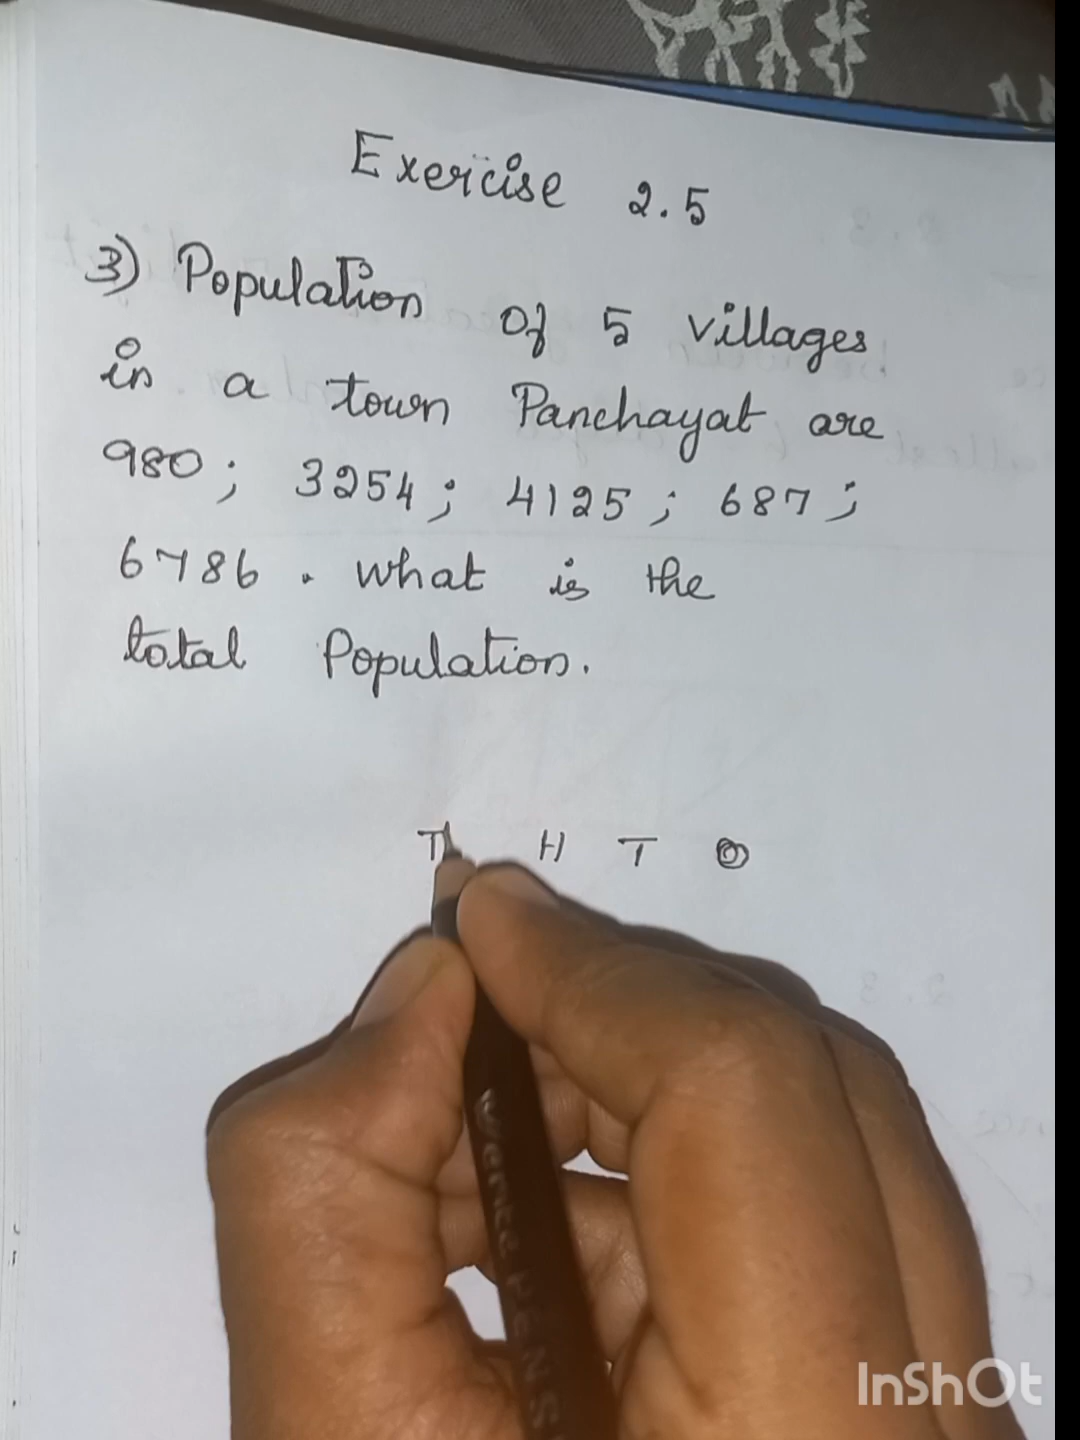 Exercise 2.5
3) Population of 5 villages
in a town Panchayat are
980; 3254; 4125; 687;
6786. what is the
total Population.
T H T O
InShOt